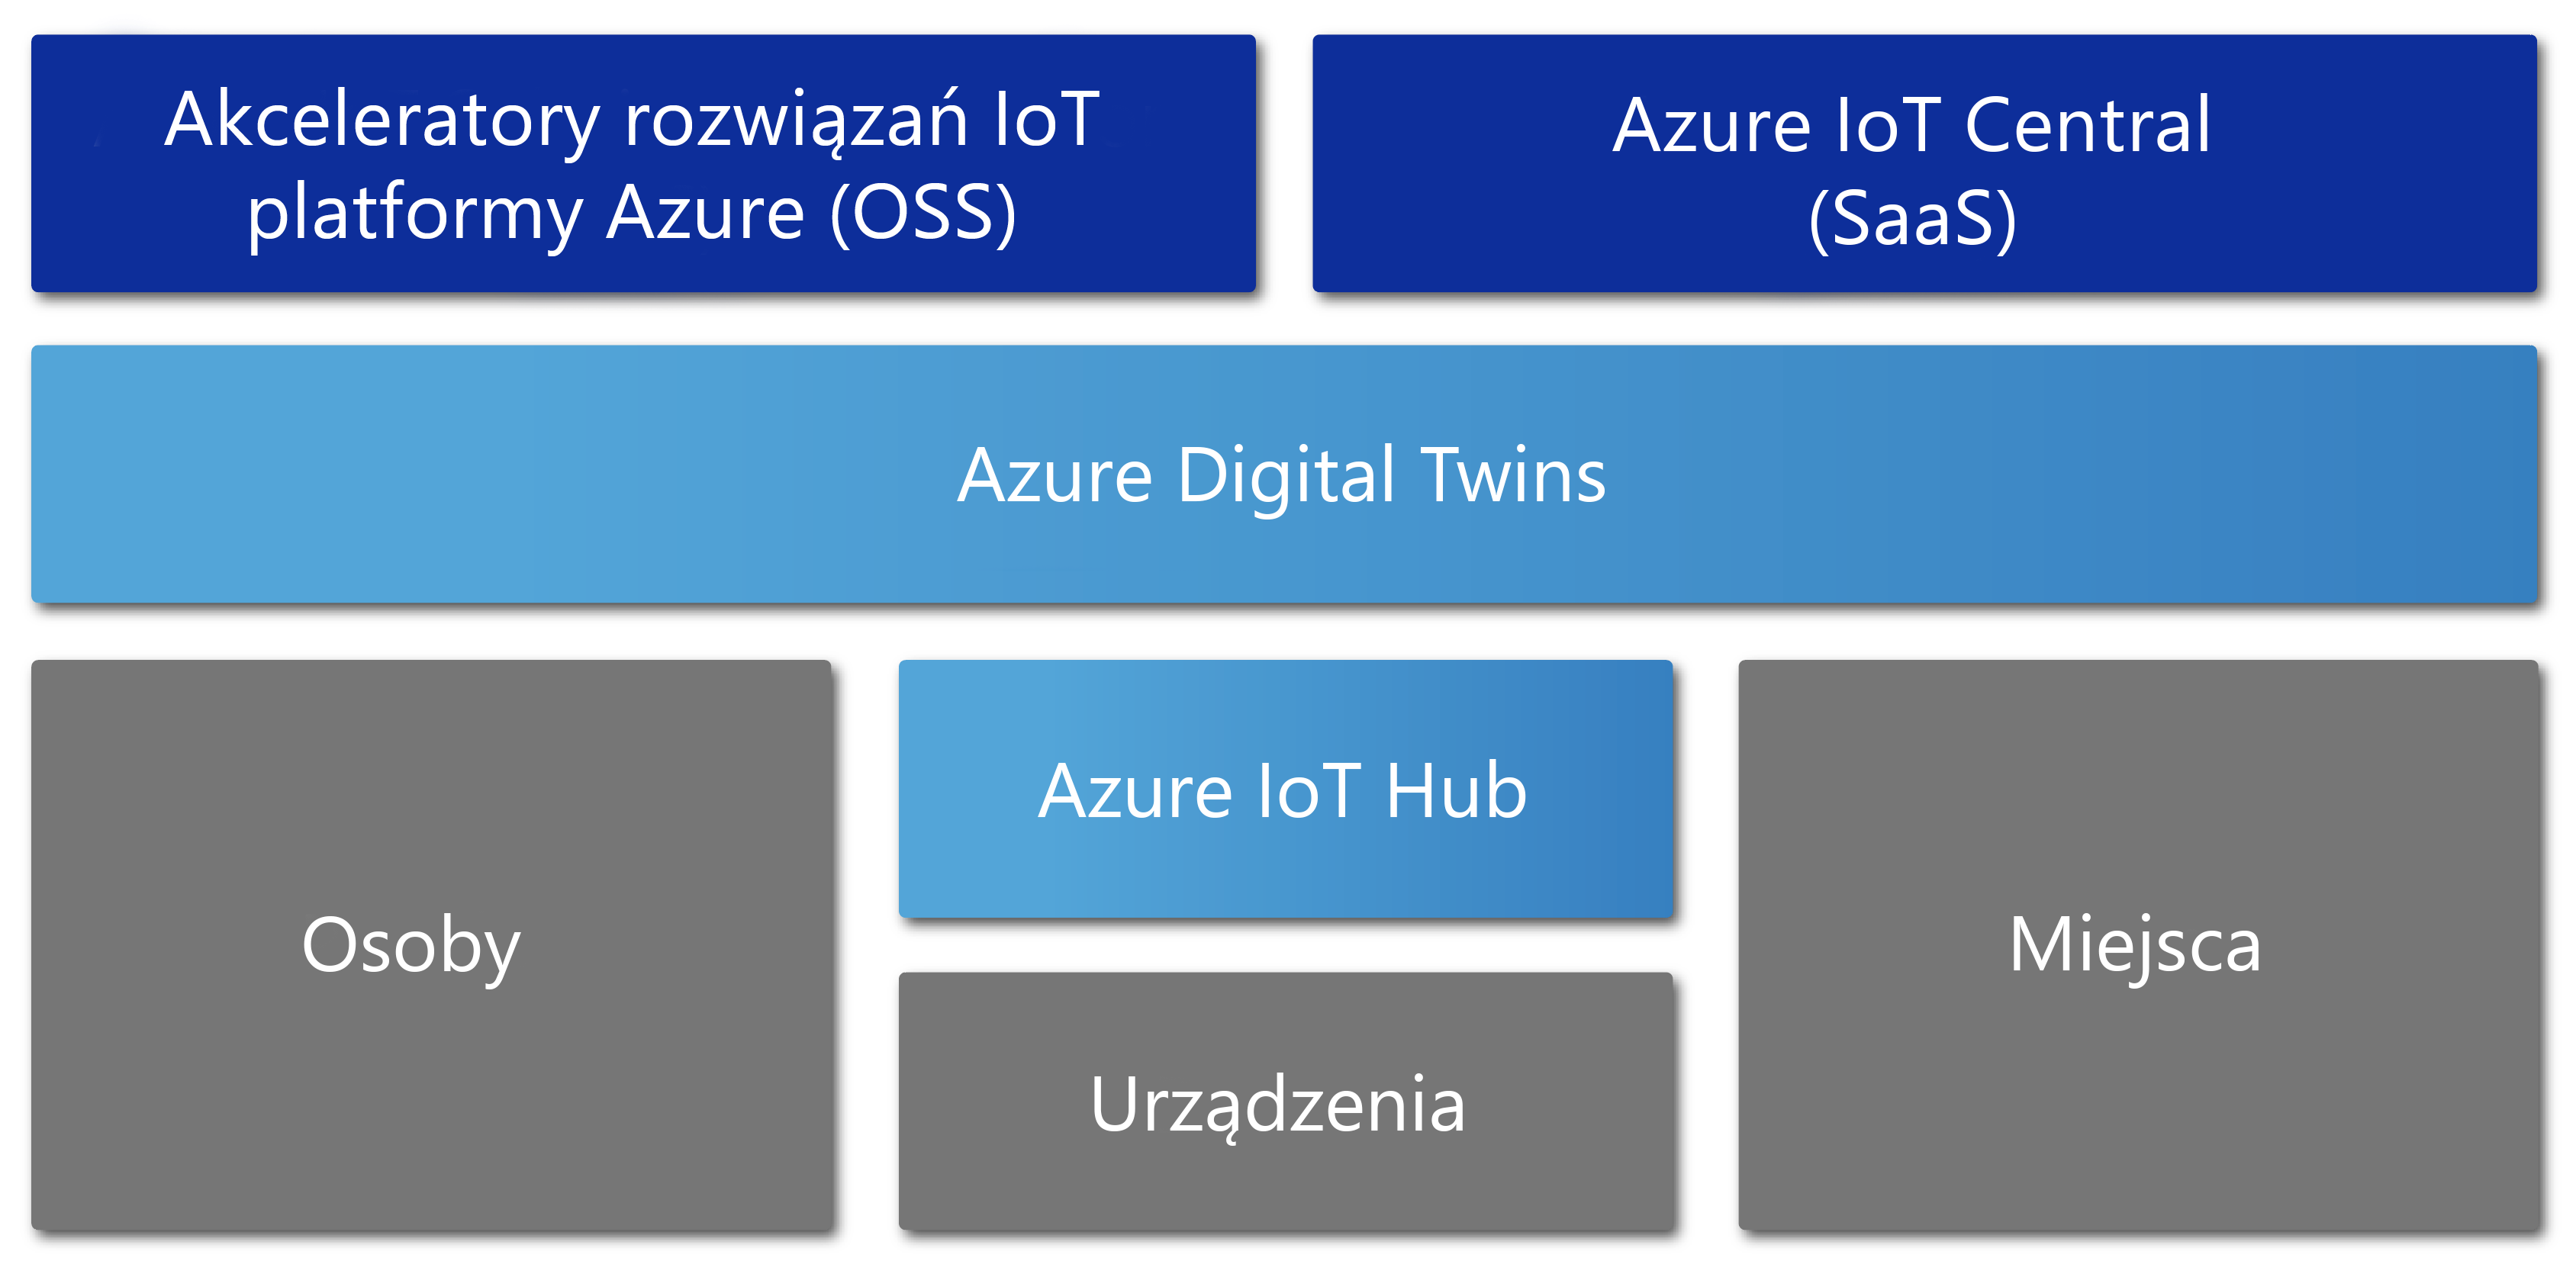 Akceleratory rozwiązań IoT
platformy Azure (OSS)
Azure IoT Central
(SaaS)
Azure Digital Twins
Osoby
Azure IoT Hub
Urządzenia
Miejsca